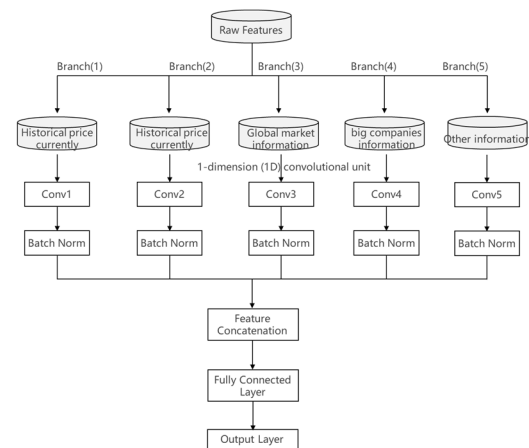 Raw Features
Branch(1)
Branch(2)
Branch(3)
Branch(4)
Branch(5)
Historical price
currently
Historical price
currently
Global market
information
big companies
information
Other information
1-dimension (1D) convolutional unit
Conv1
Conv2
Conv3
Conv4
Conv5
Batch Norm
Batch Norm
Batch Norm
Batch Norm
Batch Norm
Feature
Concatenation
Fully Connected
Layer
Output Layer